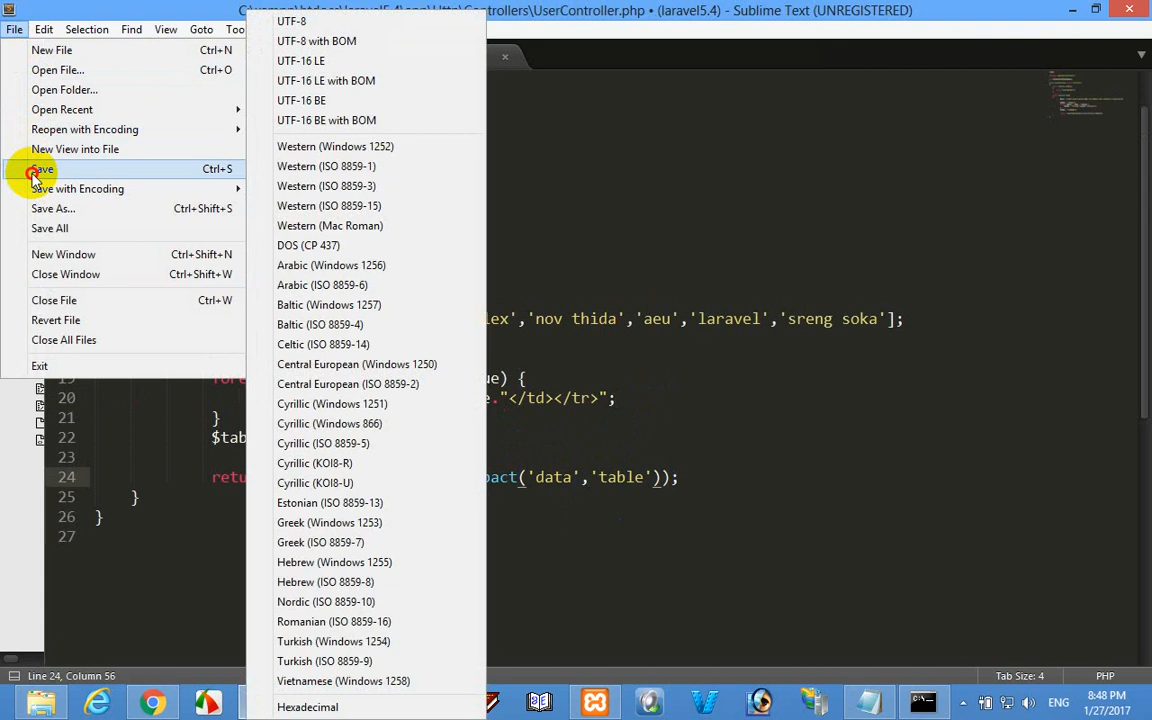 \UserController.php • (laravel5.4) - Sublime Text (UNREGISTERED)
File Edit Selection Find View Goto
New File Ctrl+N
Open File... Ctrl+O
Open Folder...
Open Recent
Reopen with Encoding
New View into File
Save Ctrl+S
Save with Encoding
Save As... Ctrl+Shift+S
Save All
New Window Ctrl+Shift+N
Close Window Ctrl+Shift+W
Close File Ctrl+W
Revert File
Close All Files
Exit
UTF-8
UTF-8 with BOM
UTF-16 LE
UTF-16 LE with BOM
UTF-16 BE
UTF-16 BE with BOM
Western (Windows 1252)
Western (ISO 8859-1)
Western (ISO 8859-3)
Western (ISO 8859-15)
Western (Mac Roman)
DOS (CP 437)
Arabic (Windows 1256)
Arabic (ISO 8859-6)
Baltic (Windows 1257)
Baltic (ISO 8859-4)
Celtic (ISO 8859-14)
Central European (Windows 1250)
Central European (ISO 8859-2)
Cyrillic (Windows 1251)
Cyrillic (Windows 866)
Cyrillic (ISO 8859-5)
Cyrillic (KOI8-R)
Cyrillic (KOI8-U)
Estonian (ISO 8859-13)
Greek (Windows 1253)
Greek (ISO 8859-7)
Hebrew (Windows 1255)
Hebrew (ISO 8859-8)
Nordic (ISO 8859-10)
Romanian (ISO 8859-16)
Turkish (Windows 1254)
Turkish (ISO 8859-9)
Vietnamese (Windows 1258)
Hexadecimal
lex','nov thida','aeu','laravel','sreng soka'];
ue) {
20 e."</td></tr>";
21 }
22 $tab
23
24 retu pact('data','table'));
25 }
26 }
27
Line 24, Column 56 Tab Size: 4 PHP
ENG 8:48 PM
1/27/2017